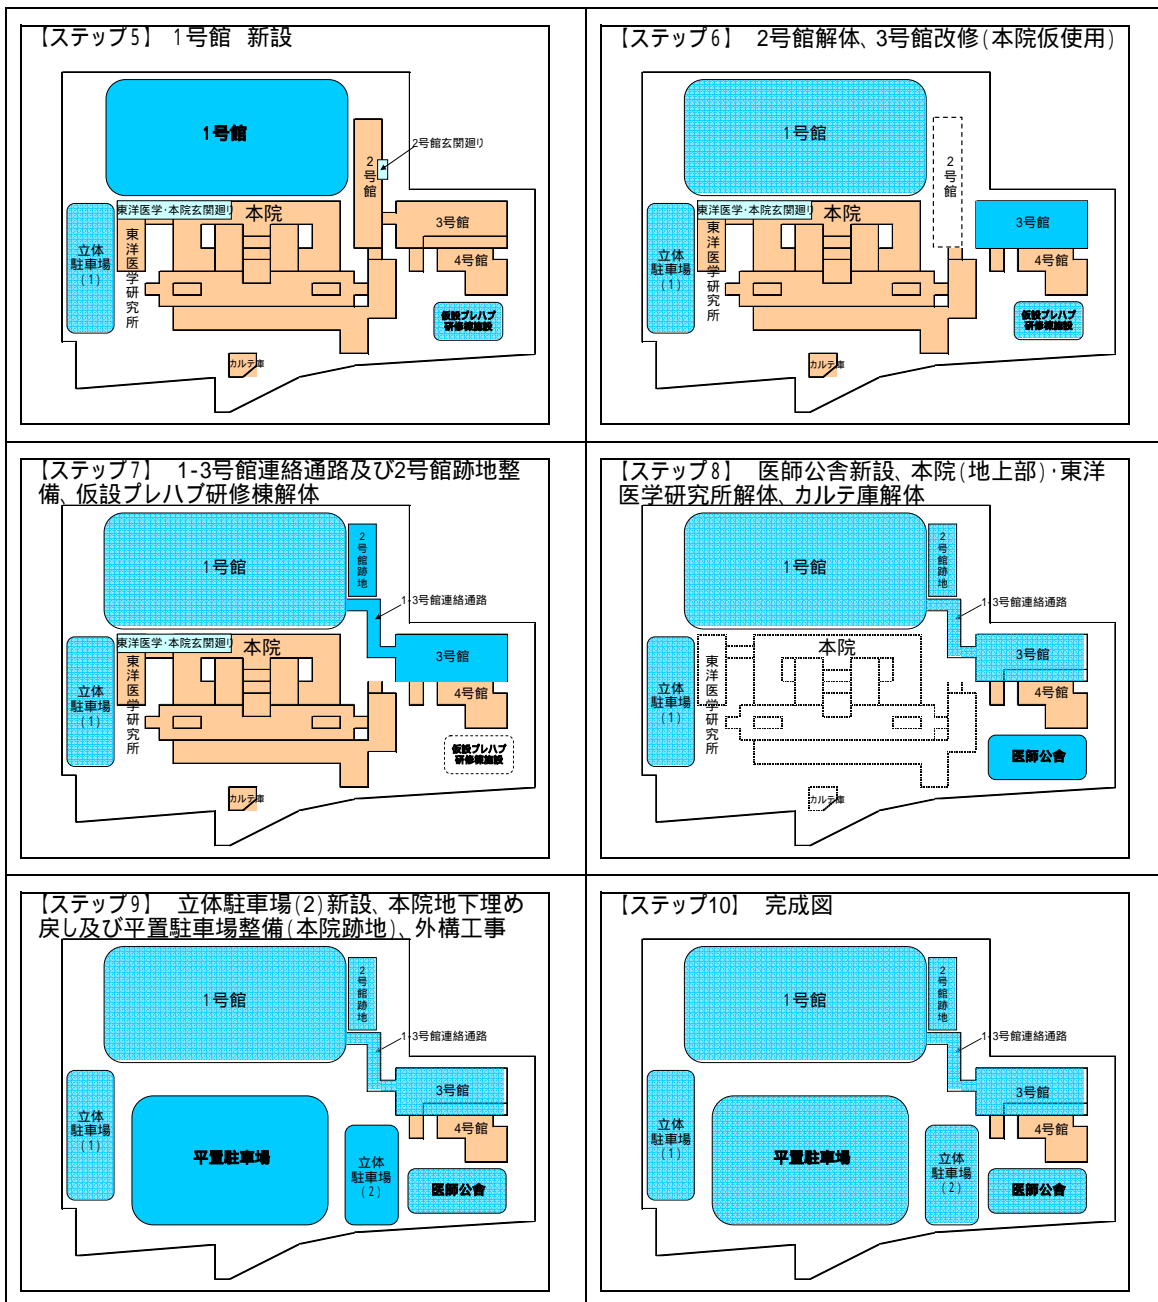 【ステップ5】 1号館 新設
1号館
2号館玄関廻り
2号館
東洋医学・本院玄関廻り
本院
3号館
立体
駐車場
(1)
東洋医学研究所
4号館
仮設プレハブ
研修棟施設
カルテ庫
【ステップ6】 2号館解体、3号館改修(本院仮使用)
1号館
2号館
東洋医学・本院玄関廻り
本院
3号館
立体
駐車場
(1)
東洋医学研究所
4号館
仮設プレハブ
研修棟施設
カルテ庫
【ステップ7】 1-3号館連絡通路及び2号館跡地整
備、仮設プレハブ研修棟解体
1号館
2号館跡地
1-3号館連絡通路
東洋医学・本院玄関廻り
本院
3号館
立体
駐車場
(1)
東洋医学研究所
4号館
仮設プレハブ
研修棟施設
カルテ庫
【ステップ8】 医師公舎新設、本院(地上部)・東洋
医学研究所解体、カルテ庫解体
1号館
2号館跡地
1-3号館連絡通路
本院
3号館
立体
駐車場
(1)
東洋医学研究所
4号館
医師公舎
カルテ庫
【ステップ9】 立体駐車場(2)新設、本院地下埋め
戻し及び平置駐車場整備(本院跡地)、外構工事
1号館
2号館跡地
1-3号館連絡通路
3号館
立体
駐車場
(1)
4号館
平置駐車場
立体
駐車場
(2)
医師公舎
【ステップ10】 完成図
1号館
2号館跡地
1-3号館連絡通路
3号館
立体
駐車場
(1)
4号館
平置駐車場
立体
駐車場
(2)
医師公舎